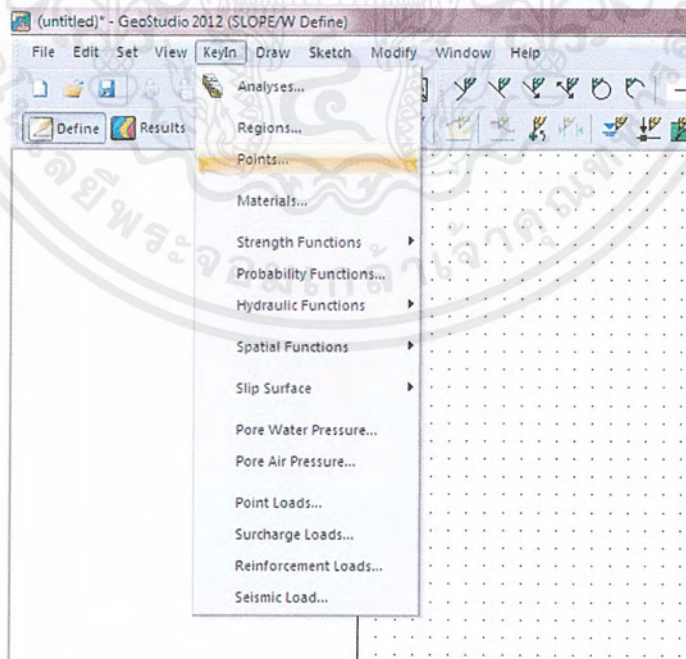 (untitled)* - GeoStudio 2012 (SLOPE/W Define)
File Edit Set View KeyIn Draw Sketch Modify Window Help
Analyses...
Define Results Regions...
Points...
Materials...
Strength Functions
Probability Functions...
Hydraulic Functions
Spatial Functions
Slip Surface
Pore Water Pressure...
Pore Air Pressure...
Point Loads...
Surcharge Loads...
Reinforcement Loads...
Seismic Load...